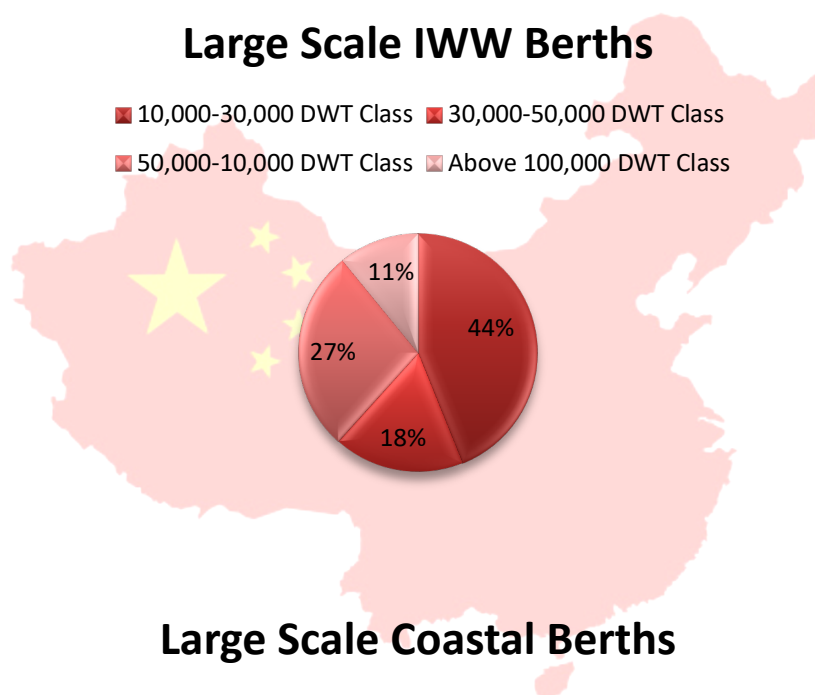 Large Scale IWW Berths
10,000-30,000 DWT Class 30,000-50,000 DWT Class
50,000-10,000 DWT Class Above 100,000 DWT Class
11%
44%
27%
18%
Large Scale Coastal Berths